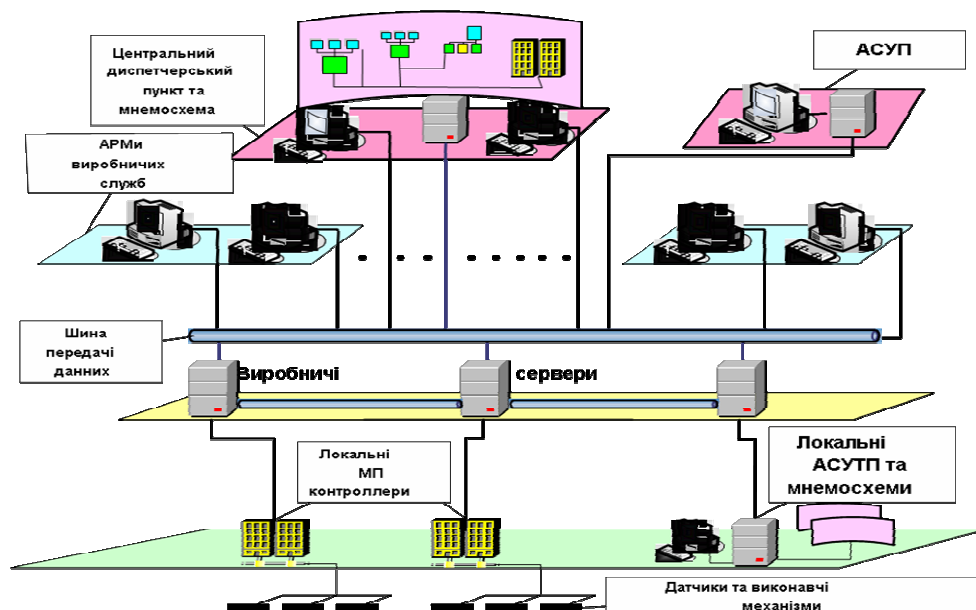 Центральний
диспетчерський
пункт та
мнемосхема
АСУП
АРМи
виробничих
служб
Шина
передачі
данних
Виробничі сервери
Локальні
МП
контроллери
Локальні
АСУТП та
мнемосхеми
Датчики та виконавчі
механізми